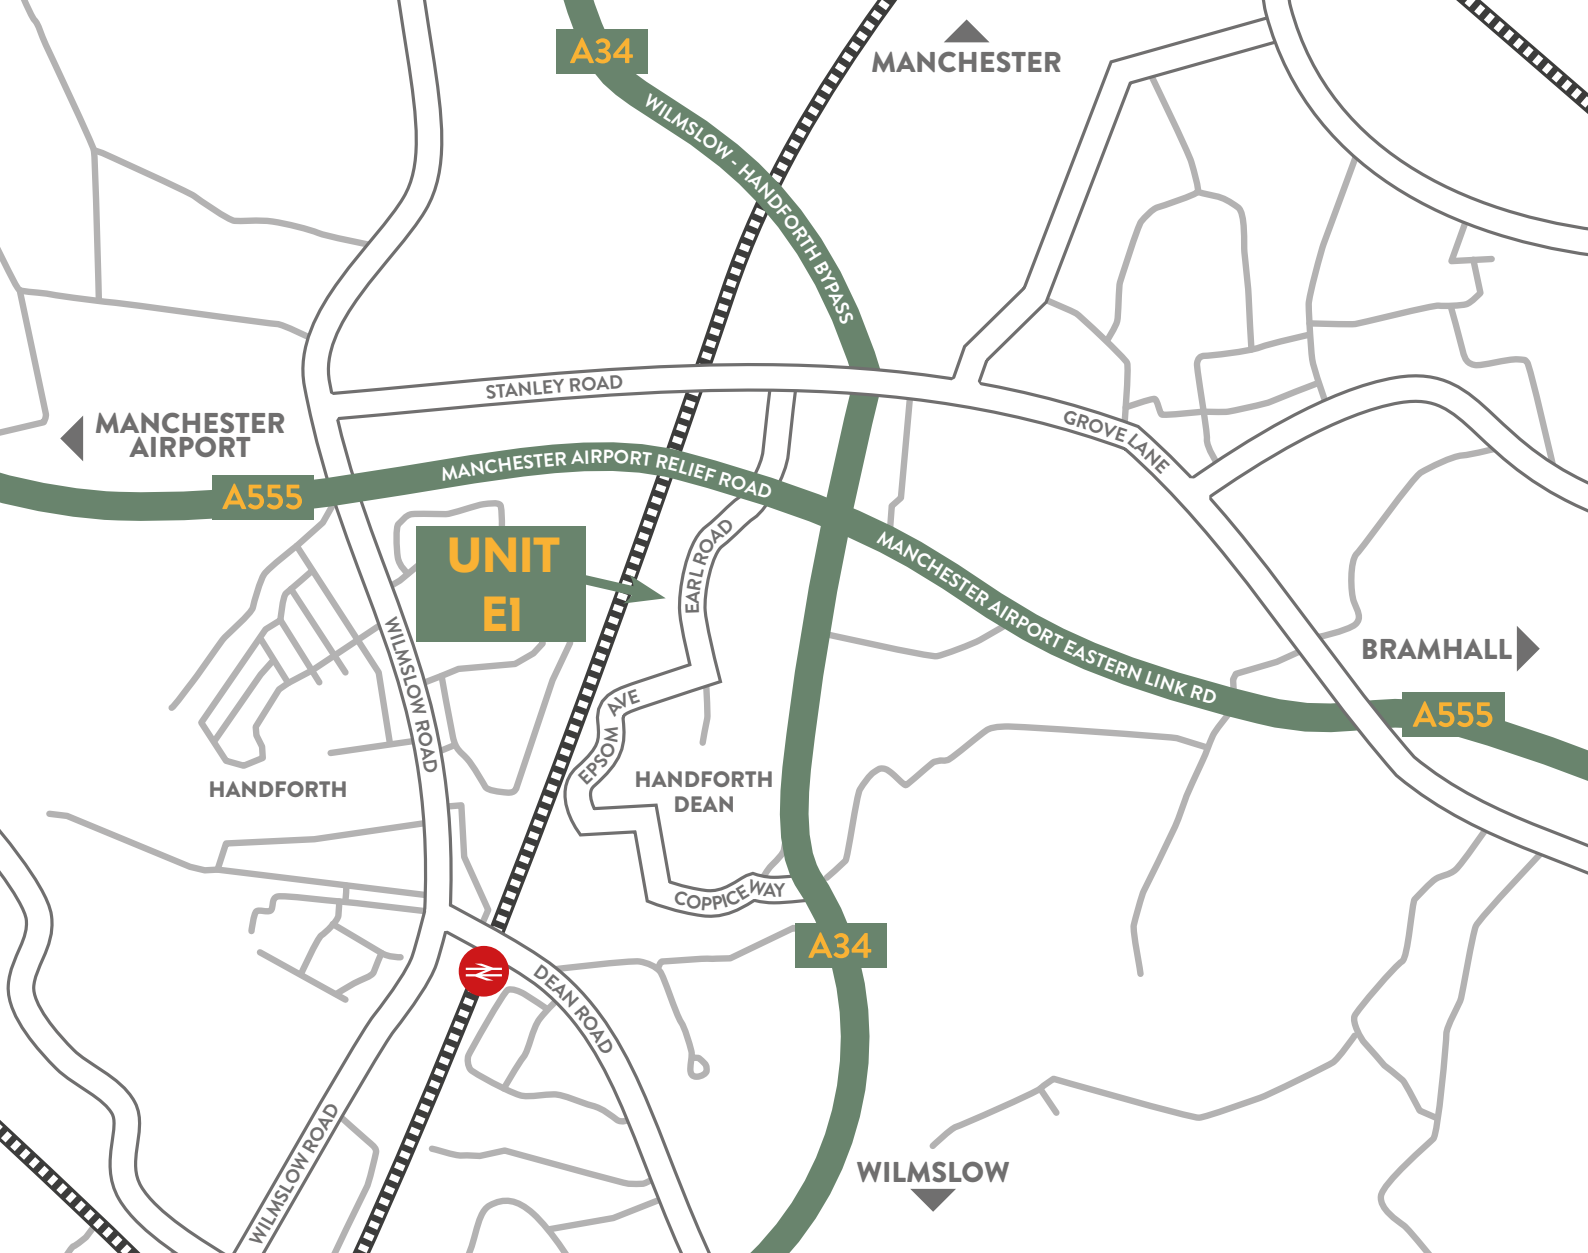 A34
MANCHESTER
WILMSLOW - HANDFORTH BYPASS
STANLEY ROAD
GROVE LANE
MANCHESTER
AIRPORT
A555
MANCHESTER AIRPORT RELIEF ROAD
UNIT
E1
EARL ROAD
MANCHESTER AIRPORT EASTERN LINK RD
BRAMHALL
A555
WILMSLOW ROAD
EPSOM AVE
HANDFORTH
HANDFORTH
DEAN
COPPICE WAY
A34
DEAN ROAD
WILMSLOW ROAD
WILMSLOW